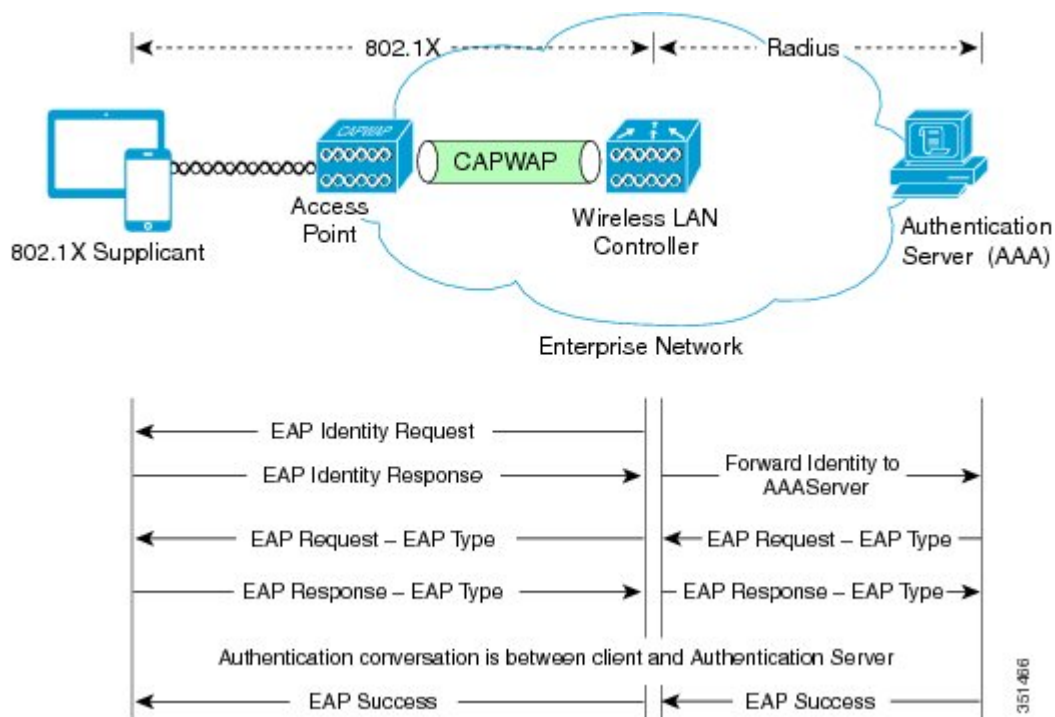 802.1X
Radius
CAPWAP
CAPWAP
Access
Point
Wireless LAN
Controller
802.1X Supplicant
Authentication
Server (AAA)
Enterprise Network
EAP Identity Request
EAP Identity Response
Forward Identity to
AAAServer
EAP Request – EAP Type
EAP Request – EAP Type
EAP Response – EAP Type
EAP Response – EAP Type
Authentication conversation is between client and Authentication Server
EAP Success
EAP Success
351466